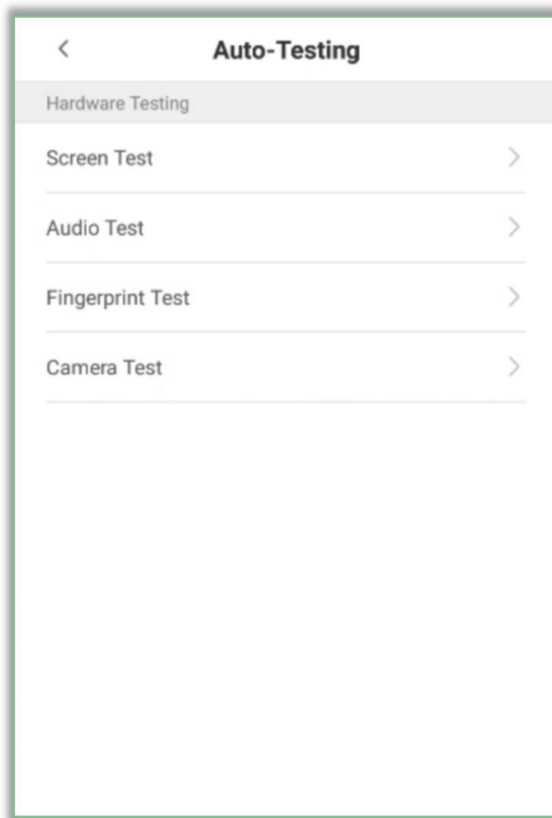 Auto-Testing
Hardware Testing
Screen Test
Audio Test
Fingerprint Test
Camera Test